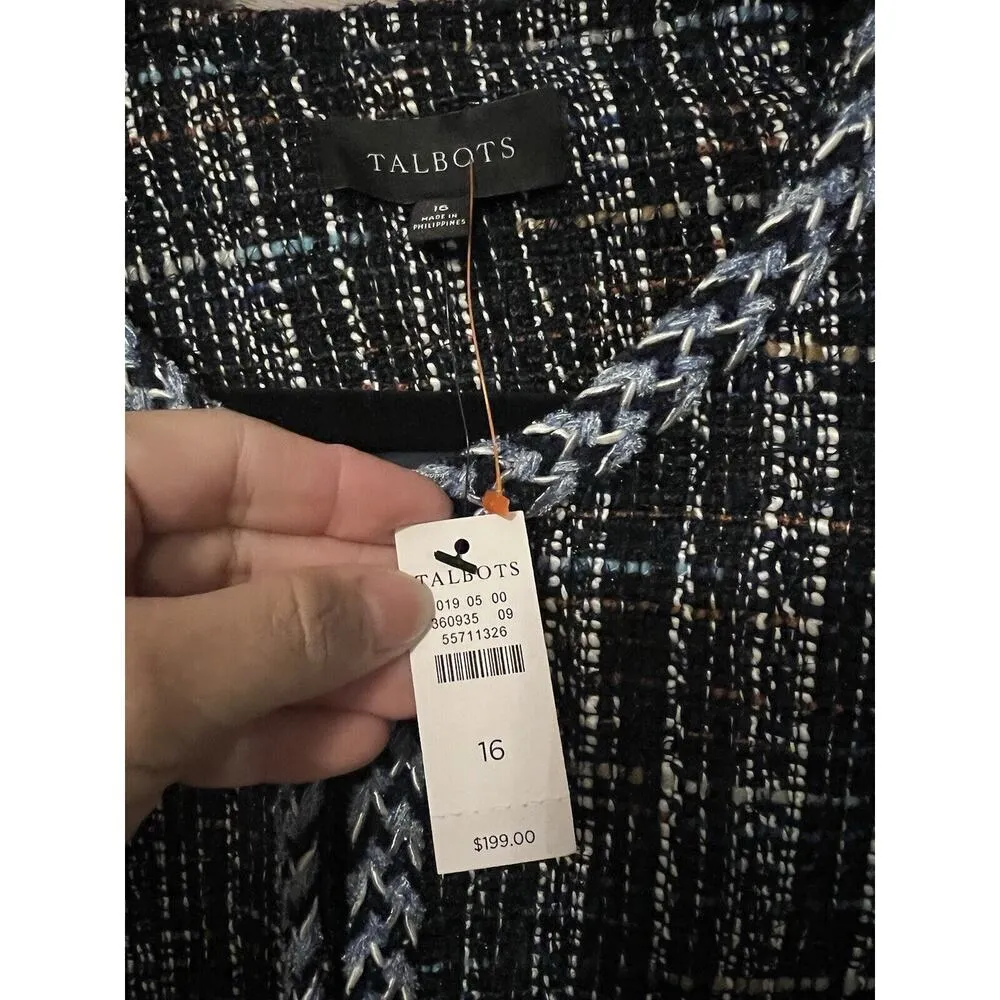 TALBOTS
16
MADE IN
PHILIPPINES
TALBOTS
019 05 00
360935 09
55711326
16
$199.00